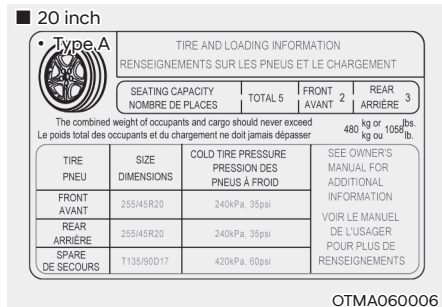 ■ 20 inch
• Type A
TIRE AND LOADING INFORMATION
RENSEIGNEMENTS SUR LES PNEUS ET LE CHARGEMENT
SEATING CAPACITY
NOMBRE DE PLACES
TOTAL 5
FRONT
AVANT 2
REAR
ARRIÈRE 3
The combined weight of occupants and cargo should never exceed
Le poids total des occupants et du chargement ne doit jamais dépasser
480 kg or 1058 lbs.
kg ou lb.
TIRE
PNEU
SIZE
DIMENSIONS
COLD TIRE PRESSURE
PRESSION DES
PNEUS À FROID
SEE OWNER'S
MANUAL FOR
ADDITIONAL
INFORMATION
VOIR LE MANUEL
DE L'USAGER
POUR PLUS DE
RENSEIGNEMENTS
FRONT
AVANT
255/45R20
240kPa, 35psi
REAR
ARRIÈRE
255/45R20
240kPa, 35psi
SPARE
DE SECOURS
T135/90D17
420kPa, 60psi
OTMA060006